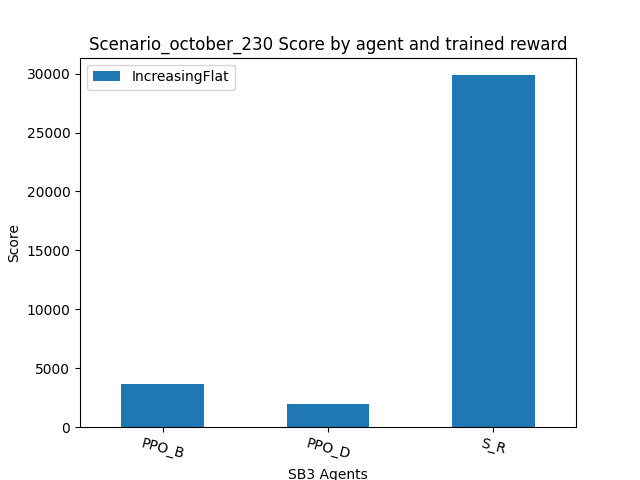 Scenario_october_230 Score by agent and trained reward
IncreasingFlat
30000
25000
20000
15000
10000
5000
0
Score
PPO_B
PPO_D
S_R
SB3 Agents